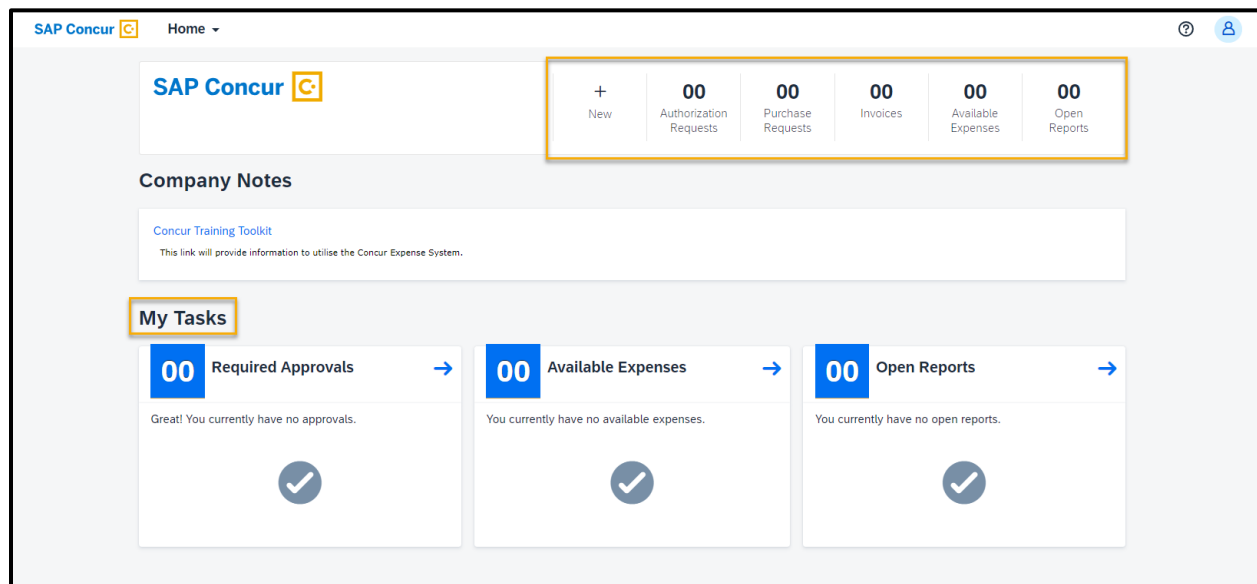 SAP Concur C Home
SAP Concur C
+ 00 00 00 00 00
New Authorization Purchase Invoices Available Open
Requests Requests Expenses Reports
Company Notes
Concur Training Toolkit
This link will provide information to utilise the Concur Expense System.
My Tasks
00 Required Approvals
Great! You currently have no approvals.
00 Available Expenses
You currently have no available expenses.
00 Open Reports
You currently have no open reports.